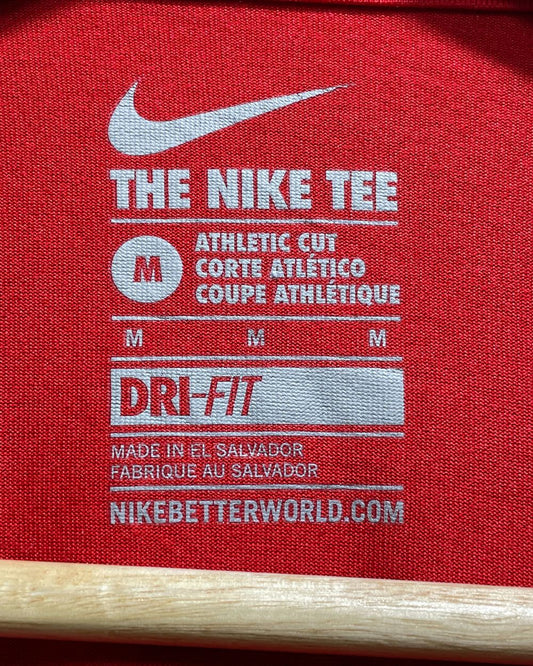 THE NIKE TEE
M
ATHLETIC CUT
CORTE ATLÉTICO
COUPE ATHLÉTIQUE
M M M
DRI-FIT
MADE IN EL SALVADOR
FABRIQUE AU SALVADOR
NIKEBETTERWORLD.COM